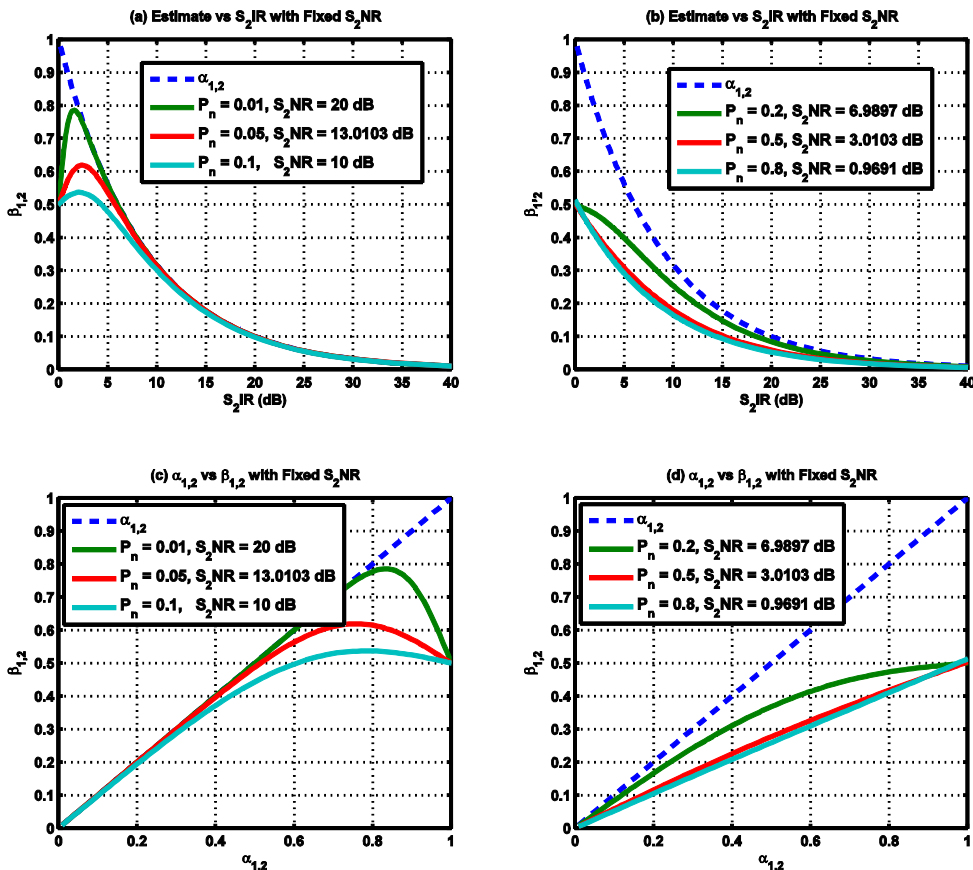 (a) Estimate vs S₂IR with Fixed S₂NR
1
0.9
0.8
0.7
0.6
0.5
0.4
0.3
0.2
0.1
0
β₁,₂
α₁,₂
Pₙ = 0.01, S₂NR = 20 dB
Pₙ = 0.05, S₂NR = 13.0103 dB
Pₙ = 0.1, S₂NR = 10 dB
0 5 10 15 20 25 30 35 40
S₂IR (dB)
(b) Estimate vs S₂IR with Fixed S₂NR
1
0.9
0.8
0.7
0.6
0.5
0.4
0.3
0.2
0.1
0
β₁,₂
α₁,₂
Pₙ = 0.2, S₂NR = 6.9897 dB
Pₙ = 0.5, S₂NR = 3.0103 dB
Pₙ = 0.8, S₂NR = 0.9691 dB
0 5 10 15 20 25 30 35 40
S₂IR (dB)
(c) α₁,₂ vs β₁,₂ with Fixed S₂NR
1
0.9
0.8
0.7
0.6
0.5
0.4
0.3
0.2
0.1
0
β₁,₂
α₁,₂
Pₙ = 0.01, S₂NR = 20 dB
Pₙ = 0.05, S₂NR = 13.0103 dB
Pₙ = 0.1, S₂NR = 10 dB
0 0.2 0.4 0.6 0.8 1
α₁,₂
(d) α₁,₂ vs β₁,₂ with Fixed S₂NR
1
0.9
0.8
0.7
0.6
0.5
0.4
0.3
0.2
0.1
0
β₁,₂
α₁,₂
Pₙ = 0.2, S₂NR = 6.9897 dB
Pₙ = 0.5, S₂NR = 3.0103 dB
Pₙ = 0.8, S₂NR = 0.9691 dB
0 0.2 0.4 0.6 0.8 1
α₁,₂